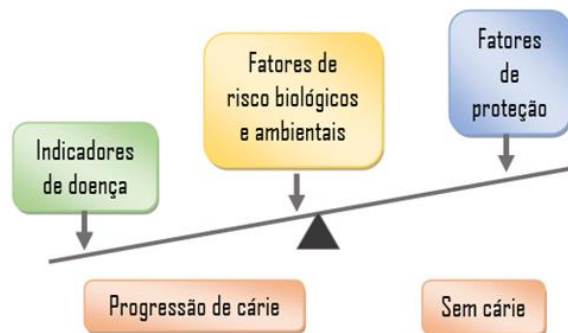 Indicadores
de doença
Fatores de
risco biológicos
e ambientais
Fatores
de
proteção
Progressão de cárie
Sem cárie